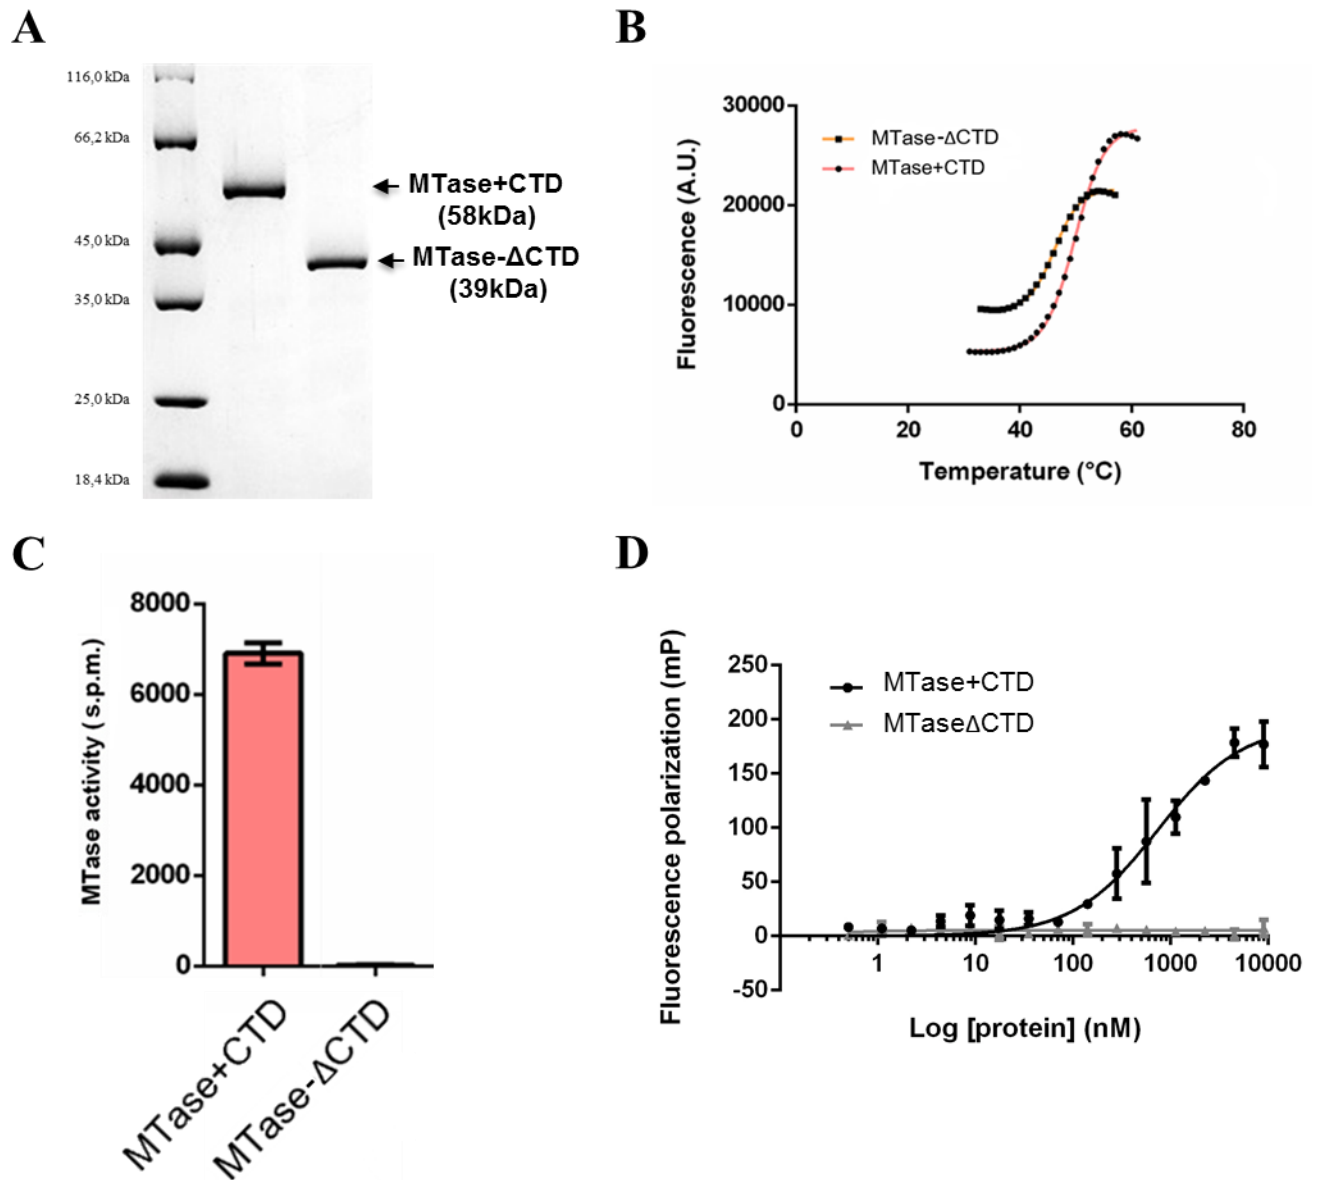 A
116,0 kDa
66,2 kDa
45,0 kDa
35,0 kDa
25,0 kDa
18,4 kDa
MTase+CTD
(58kDa)
MTase-ΔCTD
(39kDa)
B
Fluorescence (A.U.)
30000
20000
10000
0
MTase-ΔCTD
MTase+CTD
0 20 40 60 80
Temperature (°C)
C
MTase activity ( s.p.m.)
8000
6000
4000
2000
0
MTase+CTD
MTase-ΔCTD
D
Fluorescence polarization (mP)
250
200
150
100
50
0
-50
MTase+CTD
MTaseΔCTD
1 10 100 1000 10000
Log [protein] (nM)